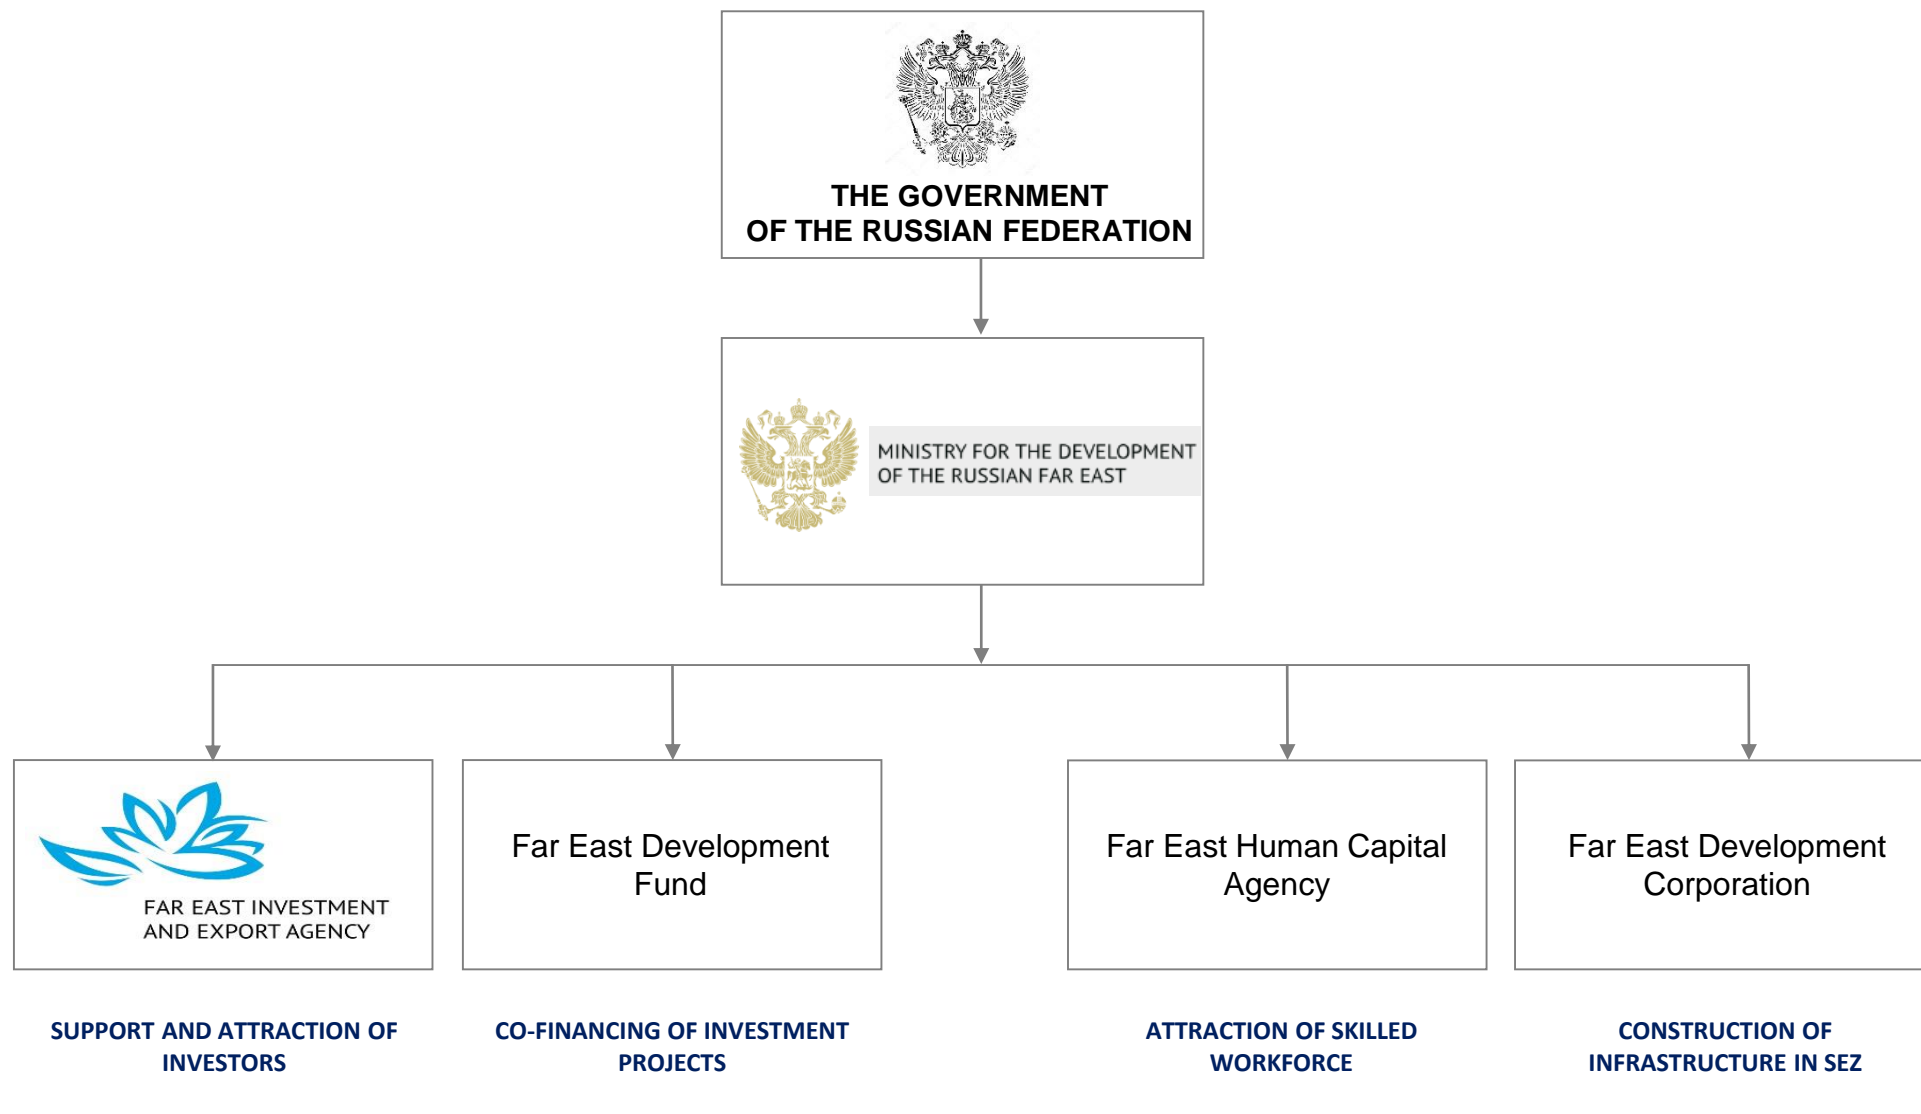 THE GOVERNMENT
OF THE RUSSIAN FEDERATION
MINISTRY FOR THE DEVELOPMENT
OF THE RUSSIAN FAR EAST
FAR EAST INVESTMENT
AND EXPORT AGENCY
Far East Development
Fund
Far East Human Capital
Agency
Far East Development
Corporation
SUPPORT AND ATTRACTION OF
INVESTORS
CO-FINANCING OF INVESTMENT
PROJECTS
ATTRACTION OF SKILLED
WORKFORCE
CONSTRUCTION OF
INFRASTRUCTURE IN SEZ